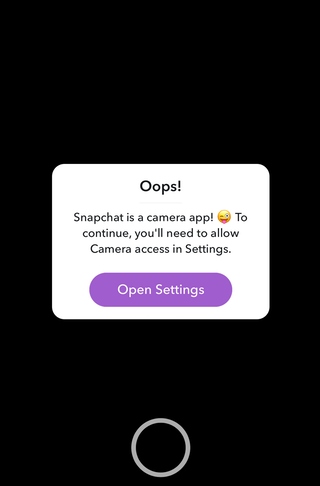 Oops!
Snapchat is a camera app! 😜 To
continue, you'll need to allow
Camera access in Settings.
Open Settings